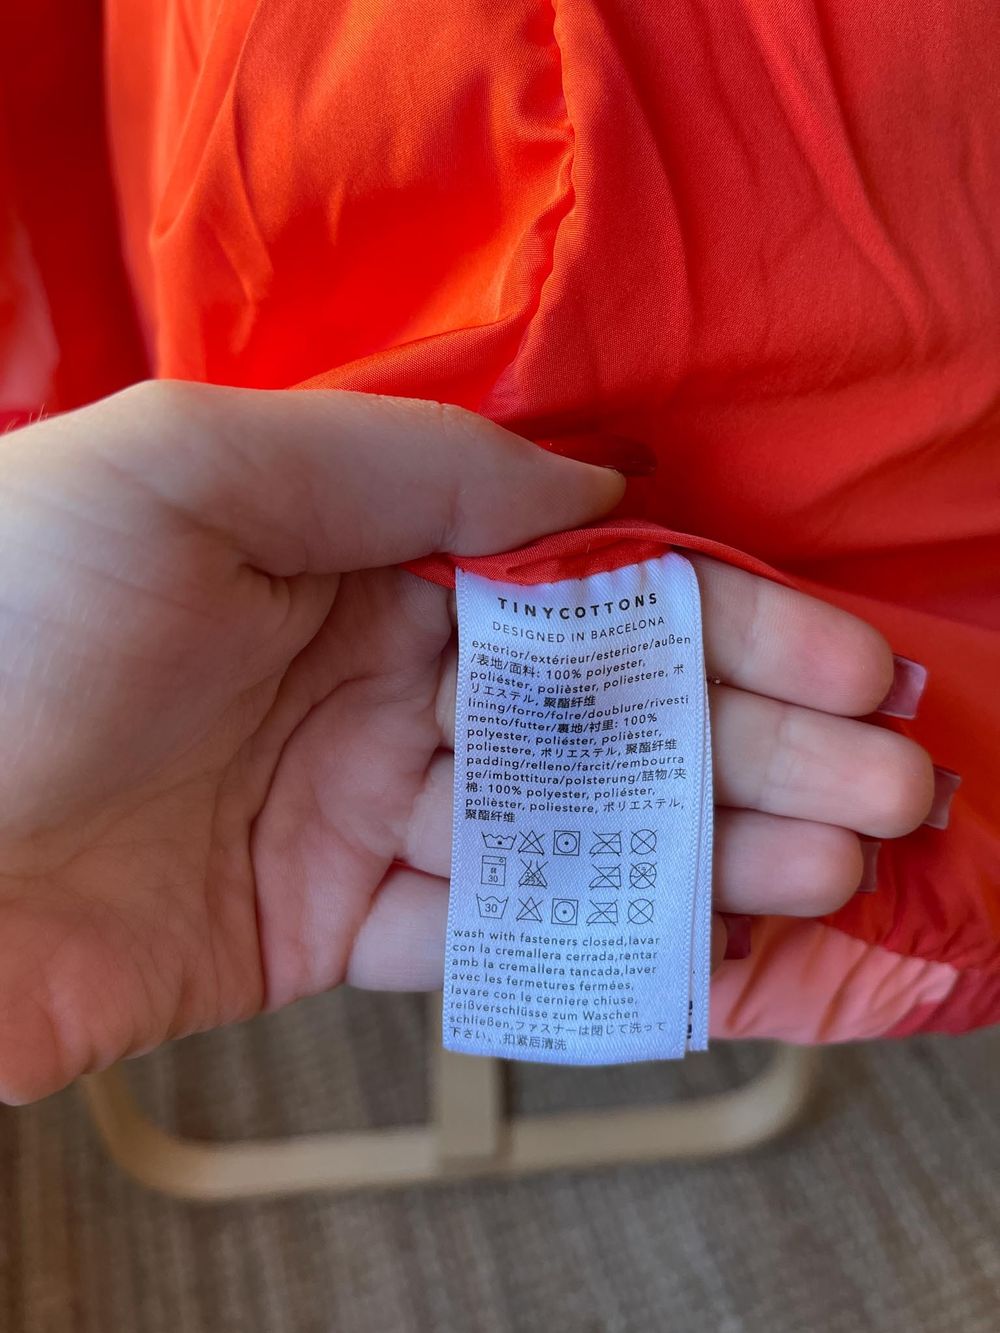 TINYCOTTONS
DESIGNED IN BARCELONA
exterior/extérieur/esteriore/außen
/表地/面料: 100% polyester,
poliéster, polièster, poliestere, ポ
リエステル, 聚酯纤维
lining/forro/folre/doublure/rivesti
mento/futter/裏地/衬里: 100%
polyester, poliéster, polièster,
poliestere, ポリエステル, 聚酯纤维
padding/relleno/farcit/rembourra
ge/imbottitura/polsterung/詰物/夹
棉: 100% polyester, poliéster,
polièster, poliestere, ポリエステル,
聚酯纤维
30
30
wash with fasteners closed,lavar
con la cremallera cerrada,rentar
amb la cremallera tancada,laver
avec les fermetures fermées,
lavare con le cerniere chiuse,
reißverschlüsse zum Waschen
schließen,ファスナーは閉じて洗って
下さい。,扣紧后清洗